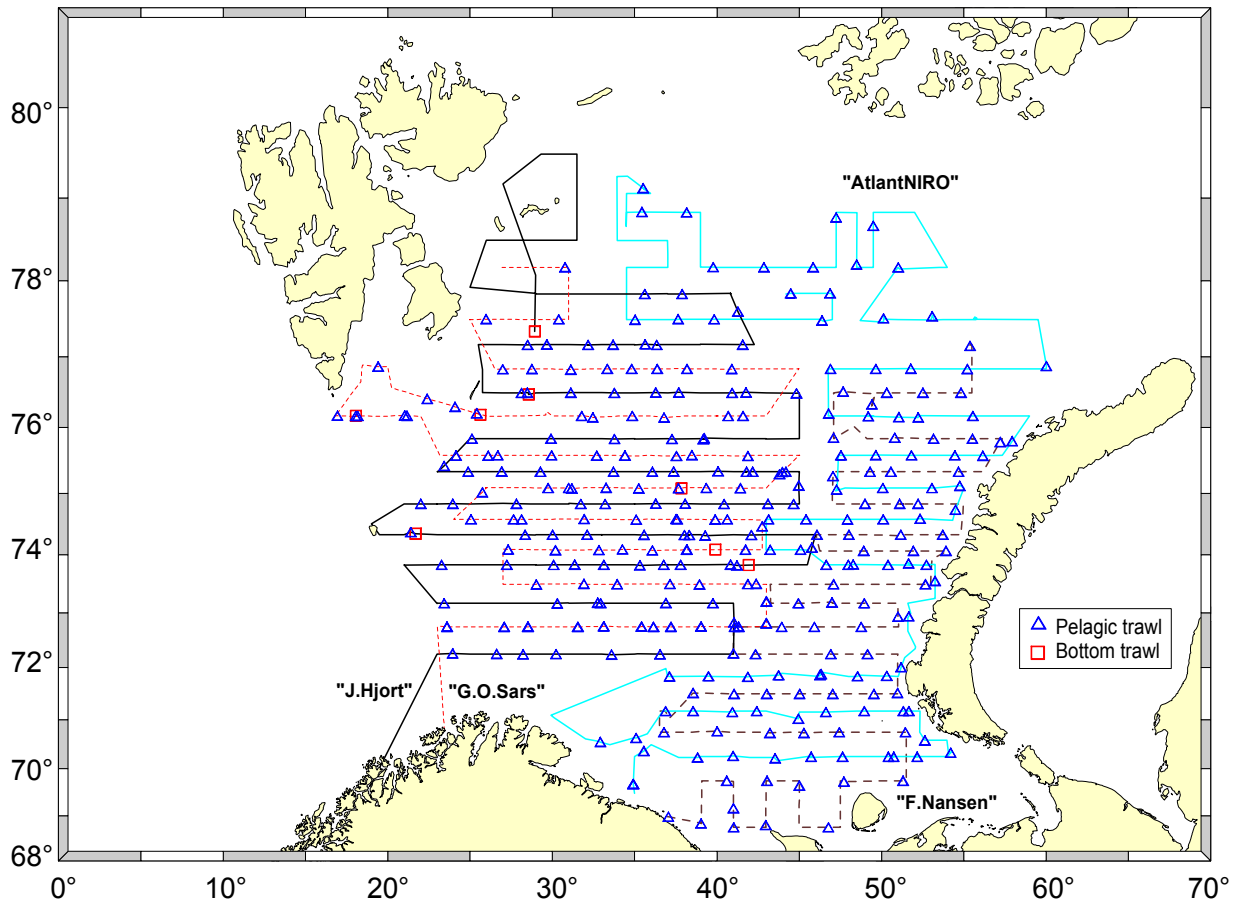 80°
"AtlantNIRO"
78°
76°
74°
Pelagic trawl
Bottom trawl
72°
"J.Hjort" "G.O.Sars"
70°
"F.Nansen"
68°
0° 10° 20° 30° 40° 50° 60° 70°